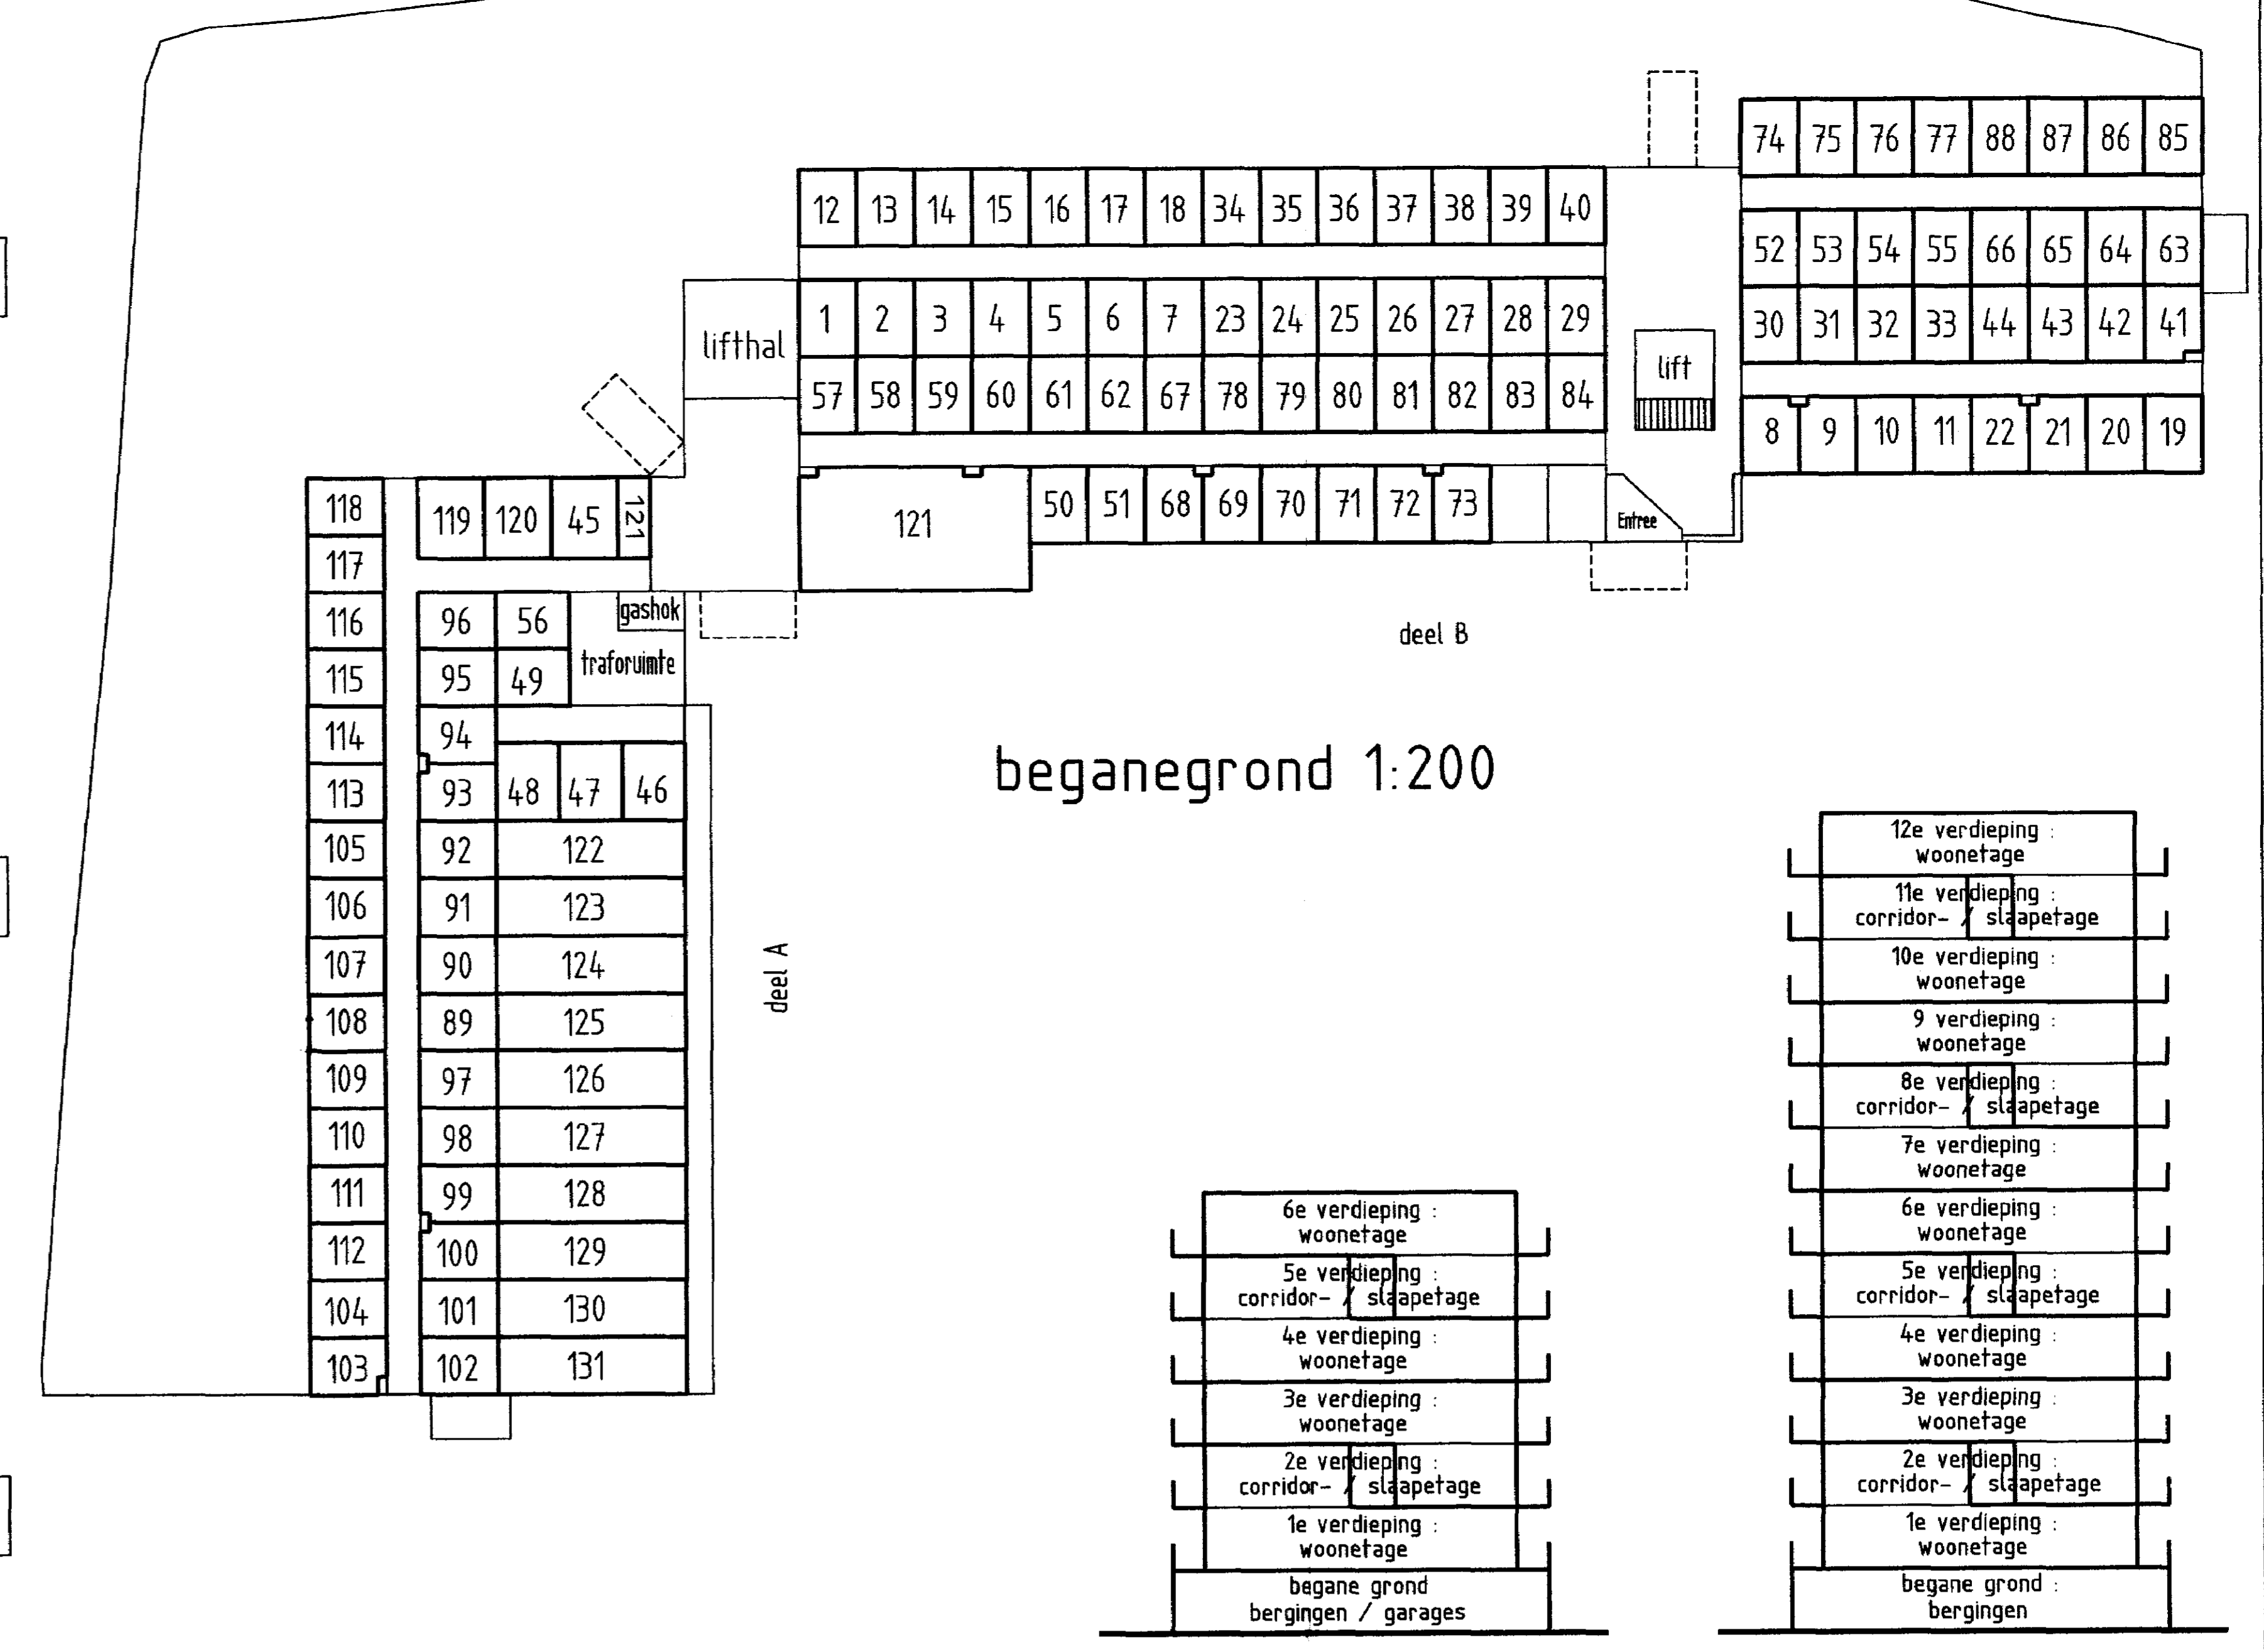 74 75 76 77 88 87 86 85
12 13 14 15 16 17 18 34 35 36 37 38 39 40
52 53 54 55 66 65 64 63
1 2 3 4 5 6 7 23 24 25 26 27 28 29
30 31 32 33 44 43 42 41
lifthal
lift
57 58 59 60 61 62 67 78 79 80 81 82 83 84
8 9 10 11 22 21 20 19
121 50 51 68 69 70 71 72 73
Entree
118 119 120 45 121
117
116 96 56 gashok
115 95 49 traforuimte
114 94
113 93 48 47 46
105 92 122
106 91 123
107 90 124
108 89 125
109 97 126
110 98 127
111 99 128
112 100 129
104 101 130
103 102 131
deel A
deel B
beganegrond 1:200
6e verdieping :
woonetage
5e verdieping :
corridor- / slaapetage
4e verdieping :
woonetage
3e verdieping :
woonetage
2e verdieping :
corridor- / slaapetage
1e verdieping :
woonetage
begane grond
bergingen / garages
12e verdieping :
woonetage
11e verdieping :
corridor- / slaapetage
10e verdieping :
woonetage
9 verdieping :
woonetage
8e verdieping :
corridor- / slaapetage
7e verdieping :
woonetage
6e verdieping :
woonetage
5e verdieping :
corridor- / slaapetage
4e verdieping :
woonetage
3e verdieping :
woonetage
2e verdieping :
corridor- / slaapetage
1e verdieping :
woonetage
begane grond :
bergingen